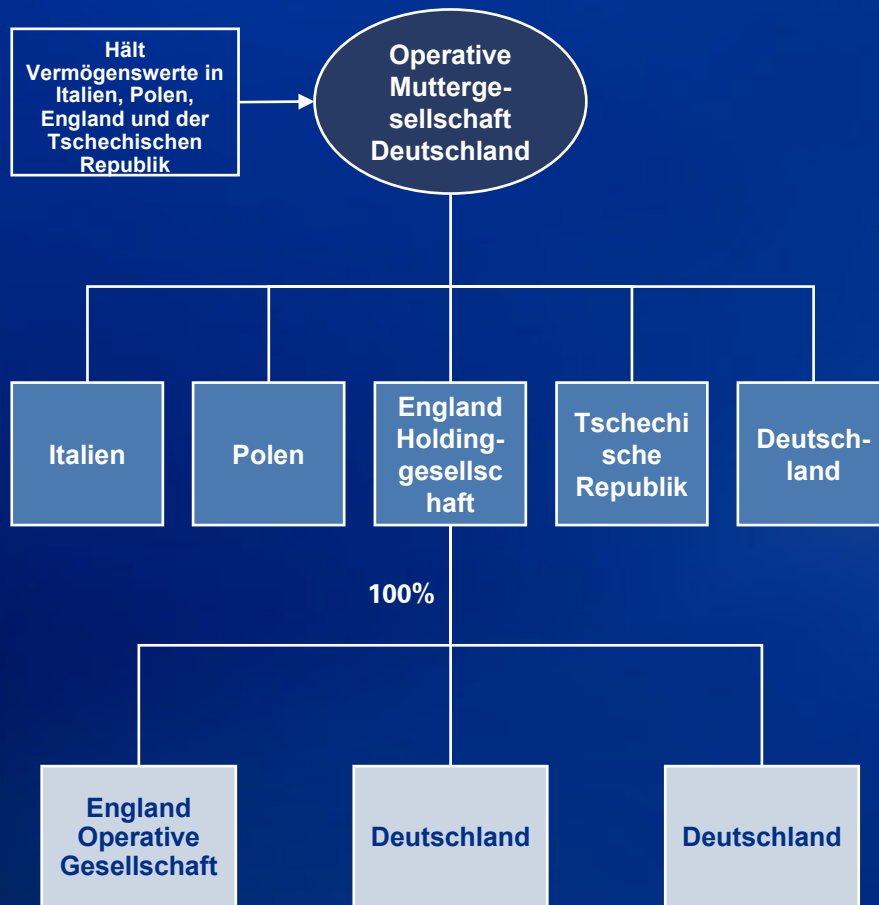 Hält
Vermögenswerte in
Italien, Polen,
England und der
Tschechischen
Republik
Operative
Mutterge-
sellschaft
Deutschland
Italien
Polen
England
Holding-
gesellsc
haft
Tschechi
sche
Republik
Deutsch-
land
100%
England
Operative
Gesellschaft
Deutschland
Deutschland